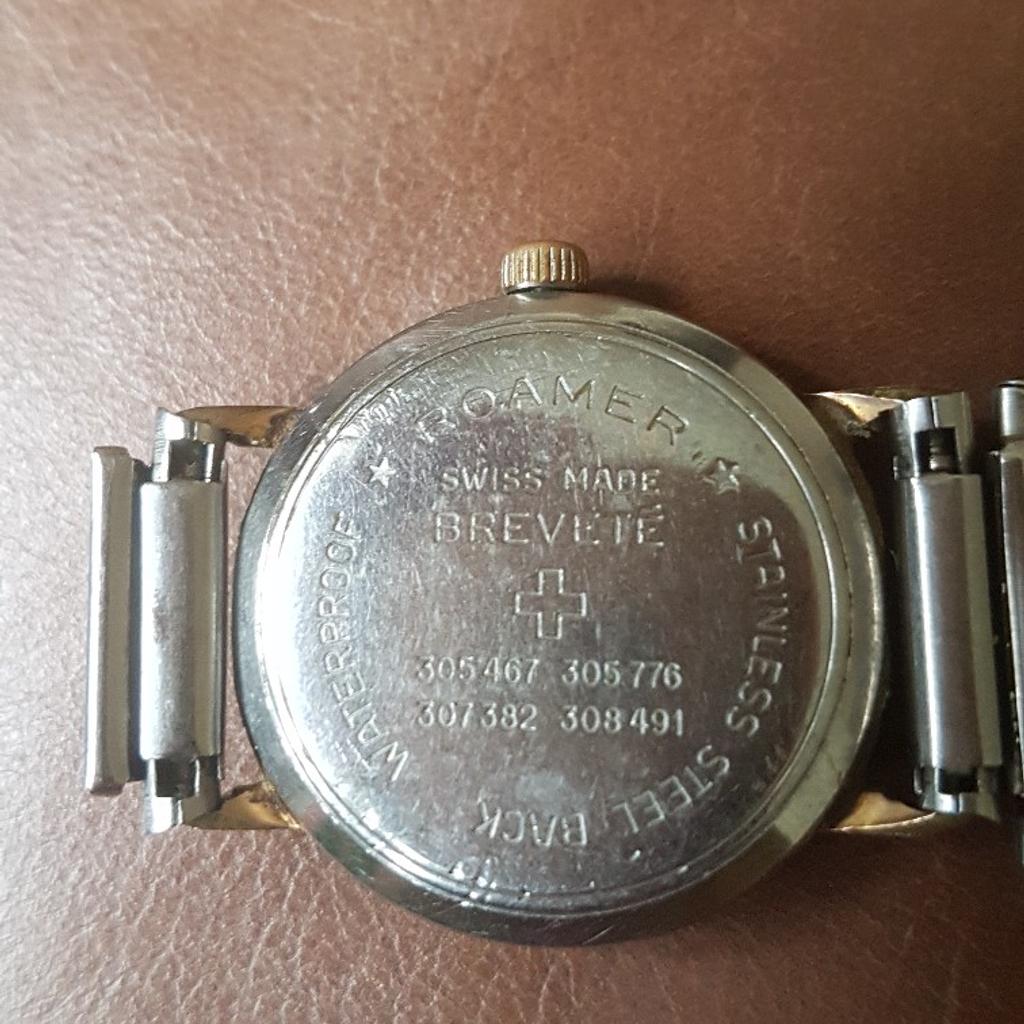 ROAMER
SWISS MADE
BREVETÉ
305467 305776
307382 308491
WATERPROOF
STAINLESS STEEL BACK